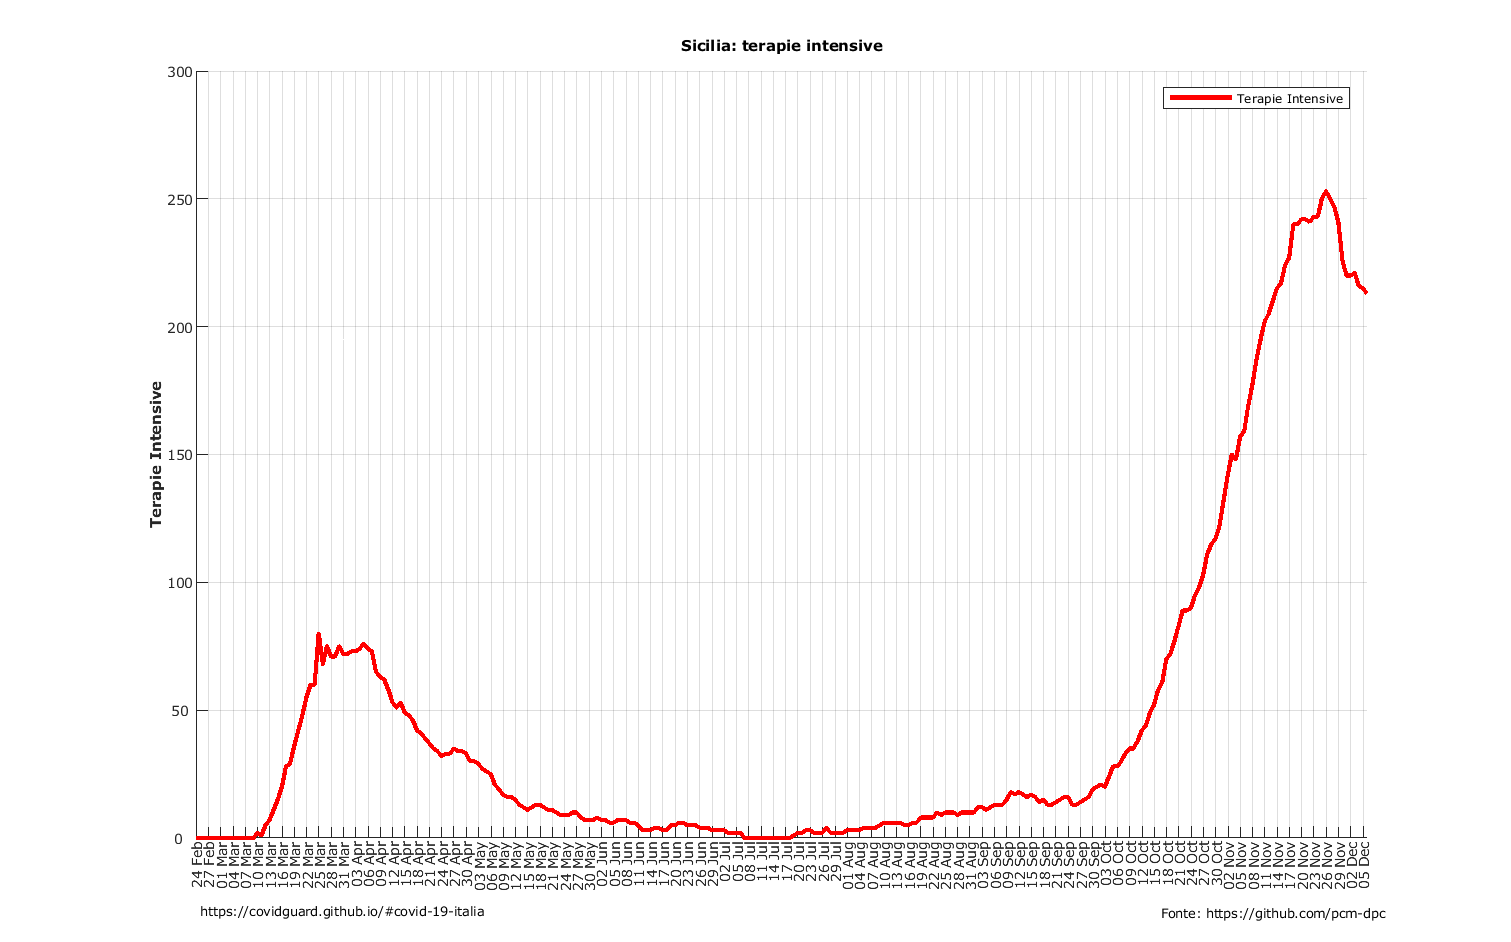 Sicilia: terapie intensive
Terapie Intensive
Terapie Intensive
300
250
200
150
100
50
0
24 Feb
27 Feb
01 Mar
04 Mar
07 Mar
10 Mar
13 Mar
16 Mar
19 Mar
22 Mar
25 Mar
28 Mar
31 Mar
03 Apr
06 Apr
09 Apr
12 Apr
15 Apr
18 Apr
21 Apr
24 Apr
27 Apr
30 Apr
03 May
06 May
09 May
12 May
15 May
18 May
21 May
24 May
27 May
30 May
02 Jun
05 Jun
08 Jun
11 Jun
14 Jun
17 Jun
20 Jun
23 Jun
26 Jun
29 Jun
02 Jul
05 Jul
08 Jul
11 Jul
14 Jul
17 Jul
20 Jul
23 Jul
26 Jul
29 Jul
01 Aug
04 Aug
07 Aug
10 Aug
13 Aug
16 Aug
19 Aug
22 Aug
25 Aug
28 Aug
31 Aug
03 Sep
06 Sep
09 Sep
12 Sep
15 Sep
18 Sep
21 Sep
24 Sep
27 Sep
30 Sep
03 Oct
06 Oct
09 Oct
12 Oct
15 Oct
18 Oct
21 Oct
24 Oct
27 Oct
30 Oct
02 Nov
05 Nov
08 Nov
11 Nov
14 Nov
17 Nov
20 Nov
23 Nov
26 Nov
29 Nov
02 Dec
05 Dec
https://covidguard.github.io/#covid-19-italia
Fonte: https://github.com/pcm-dpc